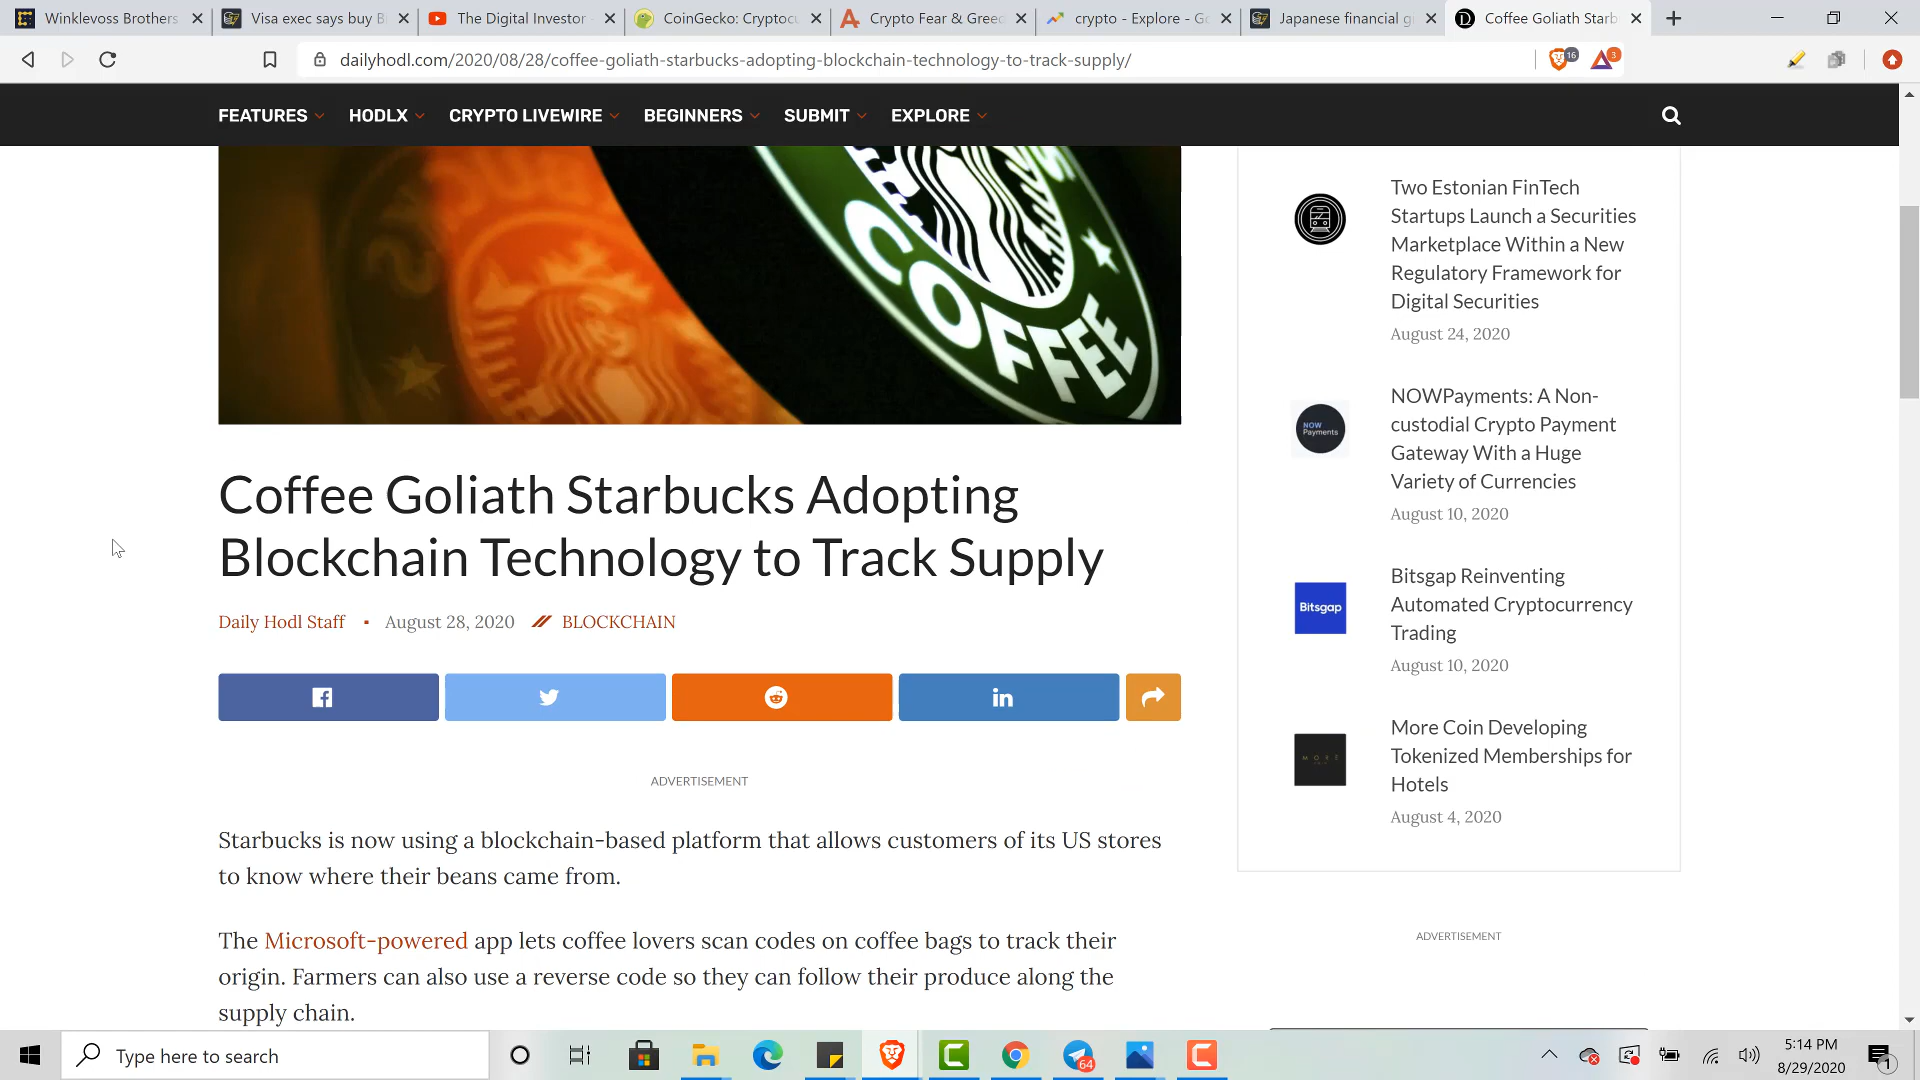 Winklevoss Brothers
Visa exec says buy B
The Digital Investor -
CoinGecko: Cryptocu
Crypto Fear & Greed
crypto - Explore - Go
Japanese financial g
Coffee Goliath Starb
dailyhodl.com/2020/08/28/coffee-goliath-starbucks-adopting-blockchain-technology-to-track-supply/
16
3
FEATURES HODLX CRYPTO LIVEWIRE BEGINNERS SUBMIT EXPLORE
COFFEE
Coffee Goliath Starbucks Adopting
Blockchain Technology to Track Supply
Daily Hodl Staff ▪ August 28, 2020 BLOCKCHAIN
ADVERTISEMENT
Starbucks is now using a blockchain-based platform that allows customers of its US stores
to know where their beans came from.
The Microsoft-powered app lets coffee lovers scan codes on coffee bags to track their
origin. Farmers can also use a reverse code so they can follow their produce along the
supply chain.
Two Estonian FinTech
Startups Launch a Securities
Marketplace Within a New
Regulatory Framework for
Digital Securities
August 24, 2020
NOW
Payments
NOWPayments: A Non-
custodial Crypto Payment
Gateway With a Huge
Variety of Currencies
August 10, 2020
Bitsgap
Bitsgap Reinventing
Automated Cryptocurrency
Trading
August 10, 2020
MORE
More Coin Developing
Tokenized Memberships for
Hotels
August 4, 2020
ADVERTISEMENT
Type here to search
64
5:14 PM
8/29/2020
1